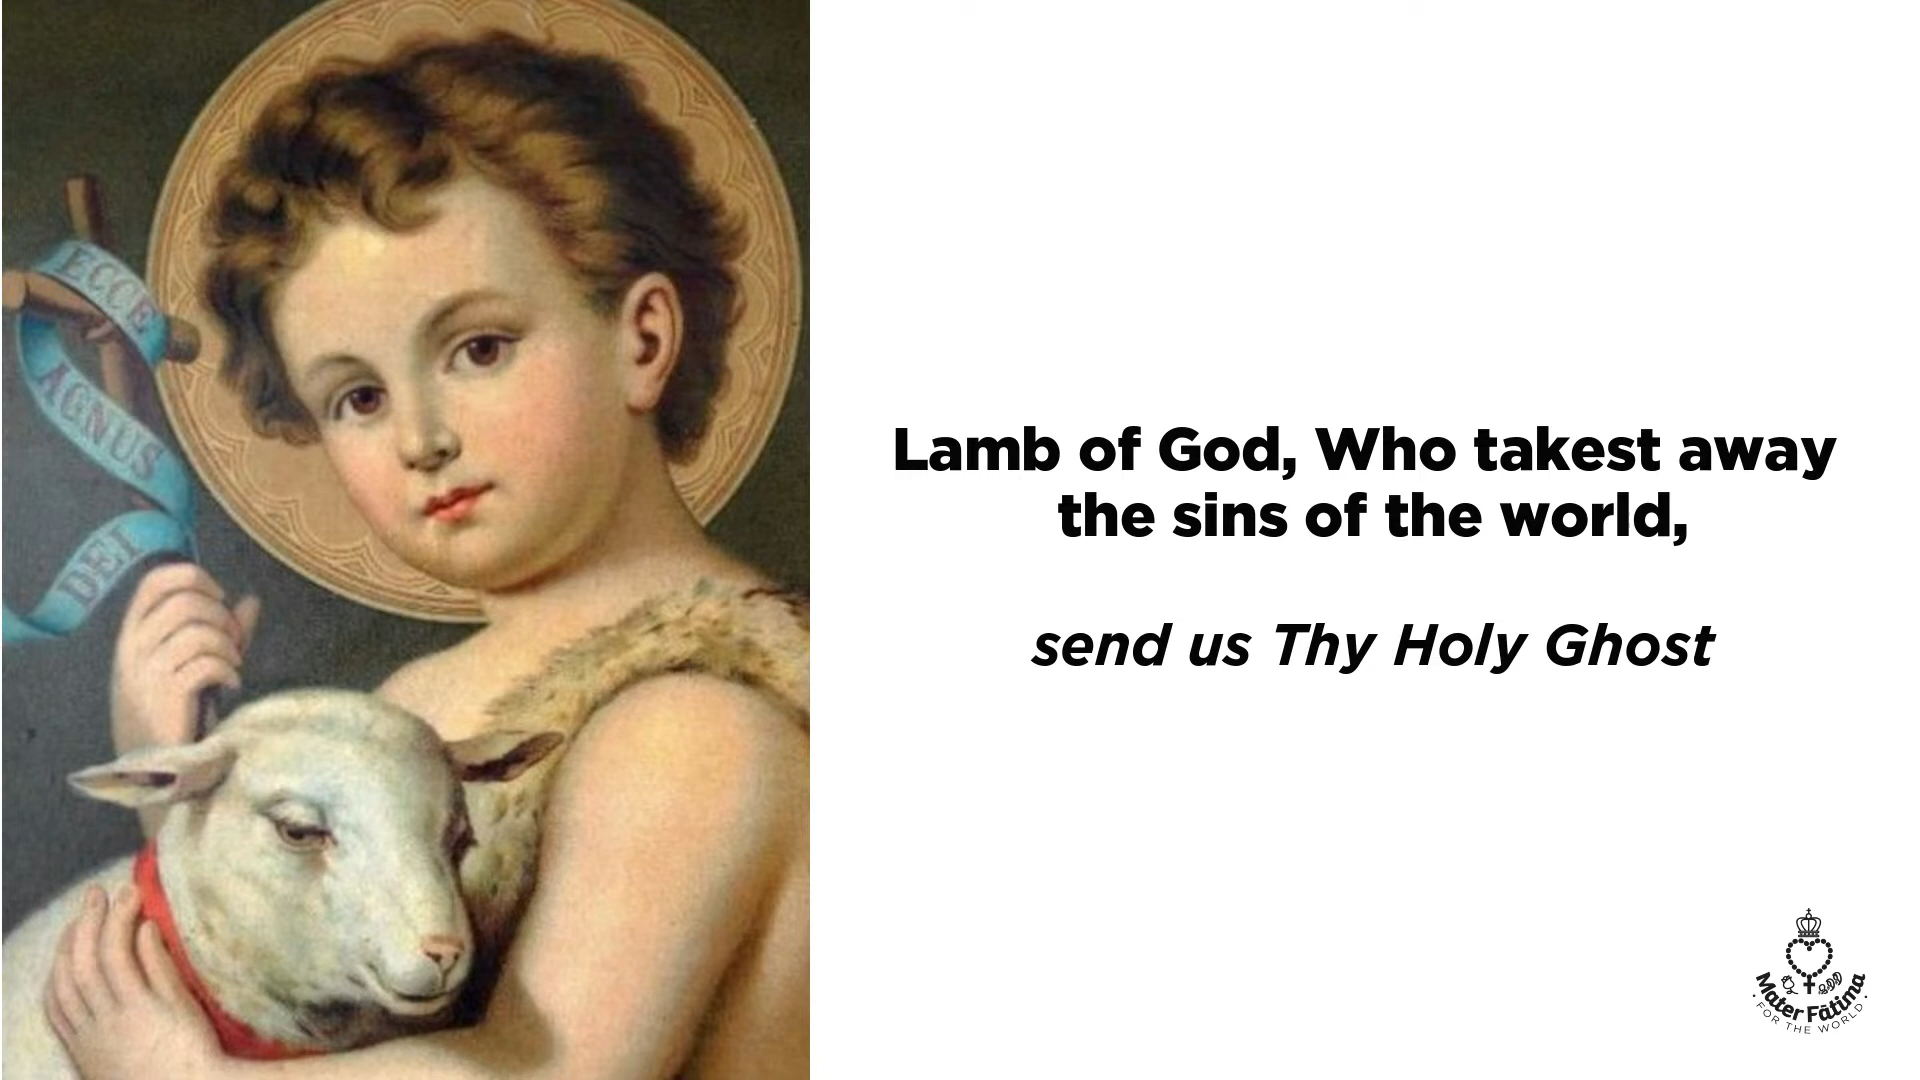 ECCE
AGNUS
DEI
Lamb of God, Who takest away
the sins of the world,
send us Thy Holy Ghost
Mater Fátima
· FOR THE WORLD ·